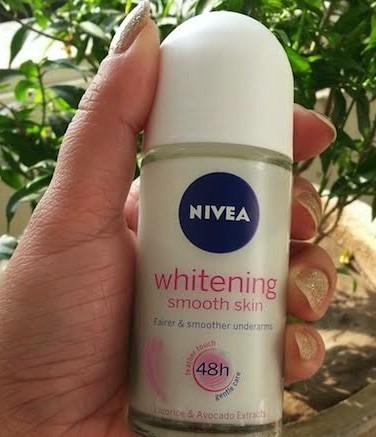 NIVEA
whitening
smooth skin
Fairer & smoother underarms
feather touch
48h
gentle care
Licorice & Avocado Extracts